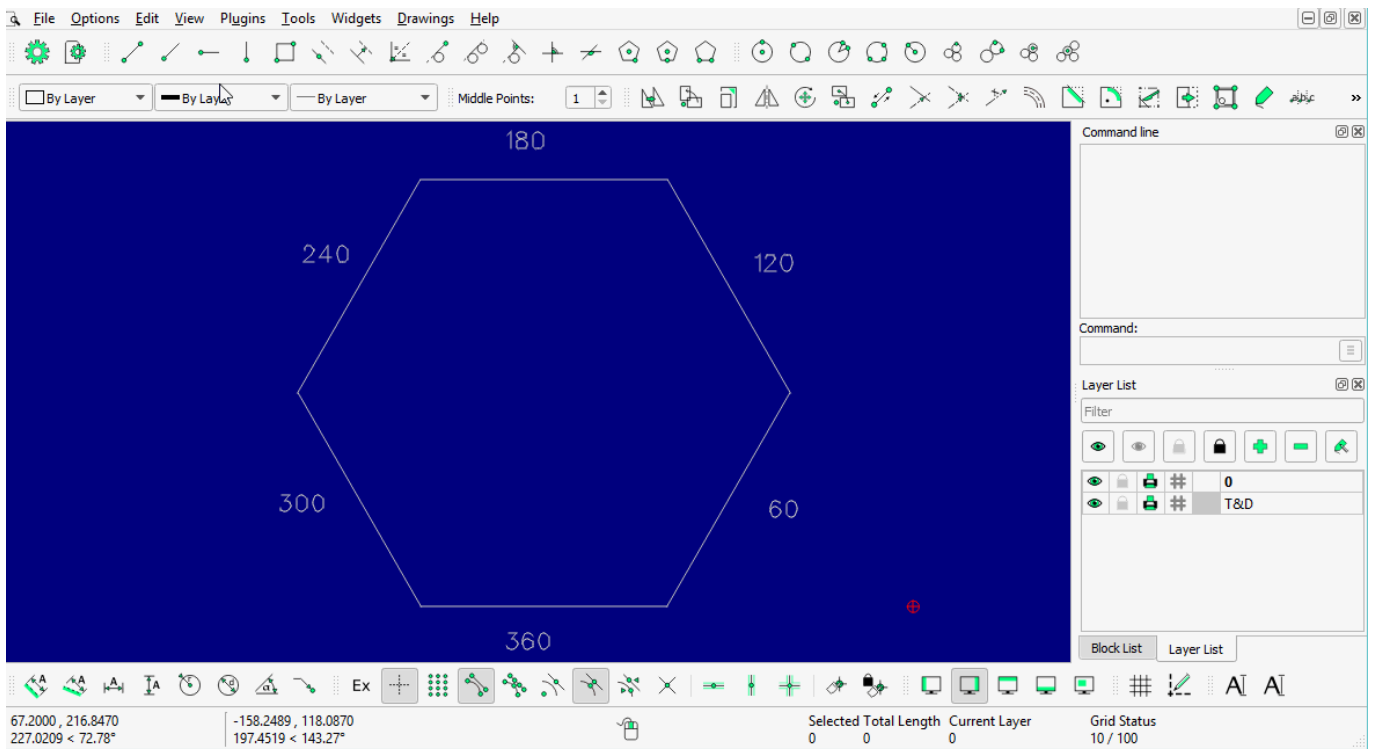 File Options Edit View Plugins Tools Widgets Drawings Help
By Layer By Layer By Layer Middle Points: 1 abc »
Command line
180
240
120
Command:
Layer List
Filter
0
T&D
300
60
360
Block List Layer List
Ex AI AI
67.2000 , 216.8470 -158.2489 , 118.0870 Selected Total Length Current Layer Grid Status
227.0209 < 72.78° 197.4519 < 143.27° 0 0 0 10 / 100